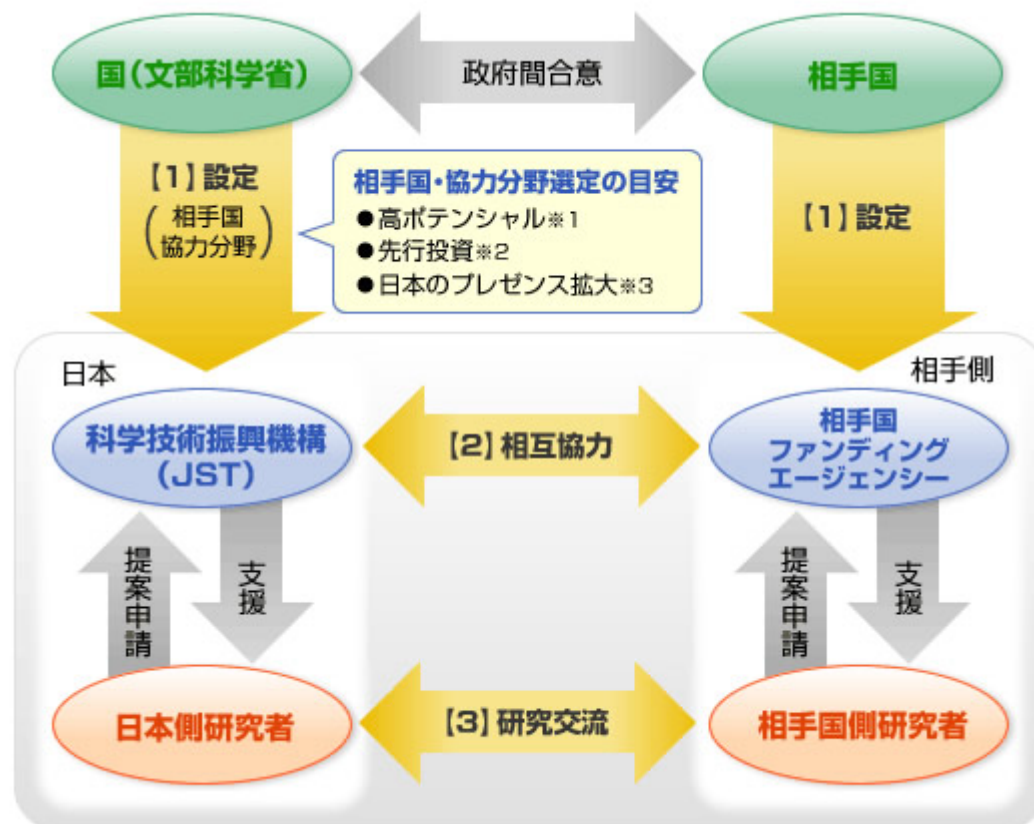 国(文部科学省)
政府間合意
相手国
【1】設定
(相手国
協力分野)
相手国・協力分野選定の目安
●高ポテンシャル※1
●先行投資※2
●日本のプレゼンス拡大※3
【1】設定
日本
相手側
科学技術振興機構
(JST)
【2】相互協力
相手国
ファンディング
エージェンシー
提案申請
支援
提案申請
支援
日本側研究者
【3】研究交流
相手国側研究者